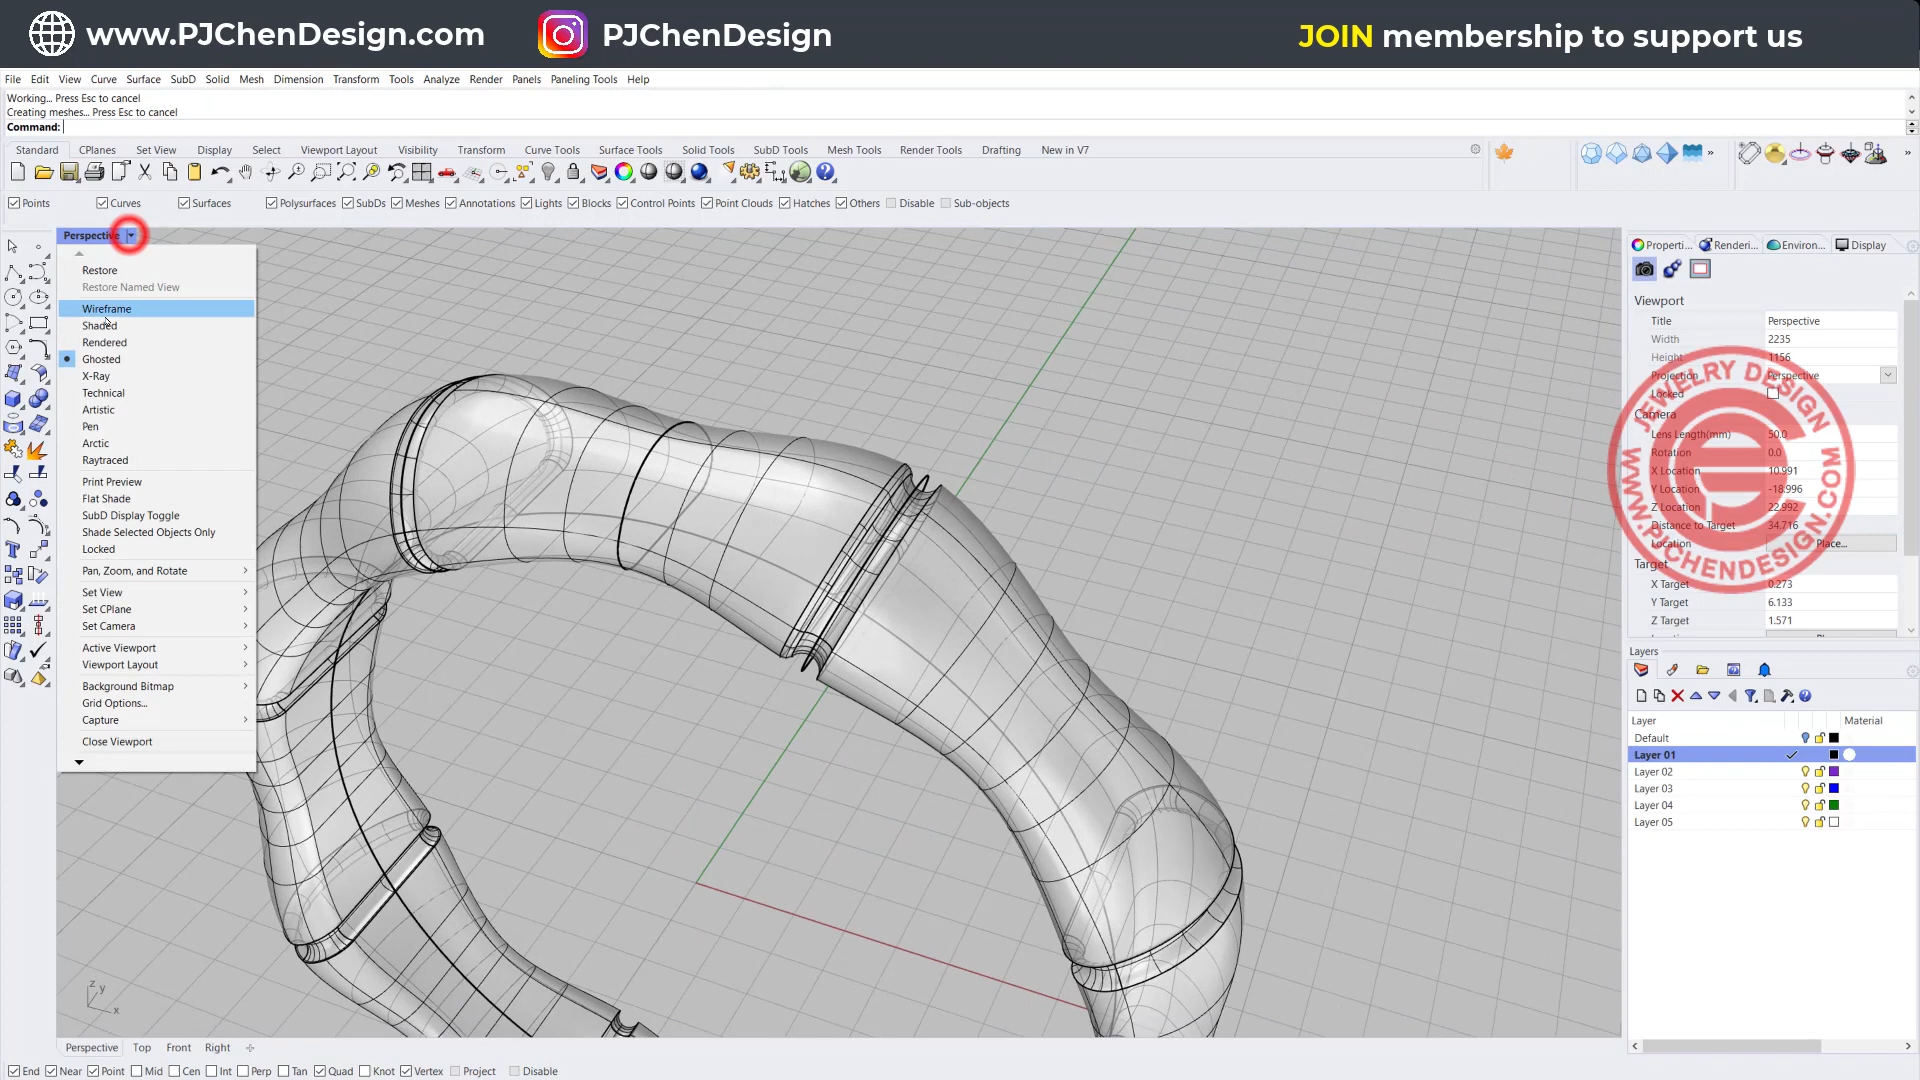 www.PJChenDesign.com
PJChenDesign
JOIN membership to support us
File Edit View Curve Surface SubD Solid Mesh Dimension Transform Tools Analyze Render Panels Paneling Tools Help
Working... Press Esc to cancel
Creating meshes... Press Esc to cancel
Command:
Standard CPlanes Set View Display Select Viewport Layout Visibility Transform Curve Tools Surface Tools Solid Tools SubD Tools Mesh Tools Render Tools Drafting New in V7
Points Curves Surfaces Polysurfaces SubDs Meshes Annotations Lights Blocks Control Points Point Clouds Hatches Others Disable Sub-objects
Perspective
Restore
Restore Named View
Wireframe
Shaded
Rendered
Ghosted
X-Ray
Technical
Artistic
Pen
Arctic
Raytraced
Print Preview
Flat Shade
SubD Display Toggle
Shade Selected Objects Only
Locked
Pan, Zoom, and Rotate
Set View
Set CPlane
Set Camera
Active Viewport
Viewport Layout
Background Bitmap
Grid Options...
Capture
Close Viewport
z y
x
Properti... Renderi... Environ... Display
Viewport
Title Perspective
Width 2235
Height 1156
Projection Perspective
Locked
Camera
Lens Length(mm) 50.0
Rotation 0.0
X Location 10.991
Y Location -18.996
Z Location 22.992
Distance to Target 34.716
Location Place...
Target
X Target 0.273
Y Target 6.133
Z Target 1.571
JEWELRY DESIGN
WWW.PJCHENDESIGN.COM
Layers
Layer Material
Default
Layer 01
Layer 02
Layer 03
Layer 04
Layer 05
Perspective Top Front Right
End Near Point Mid Cen Int Perp Tan Quad Knot Vertex Project Disable